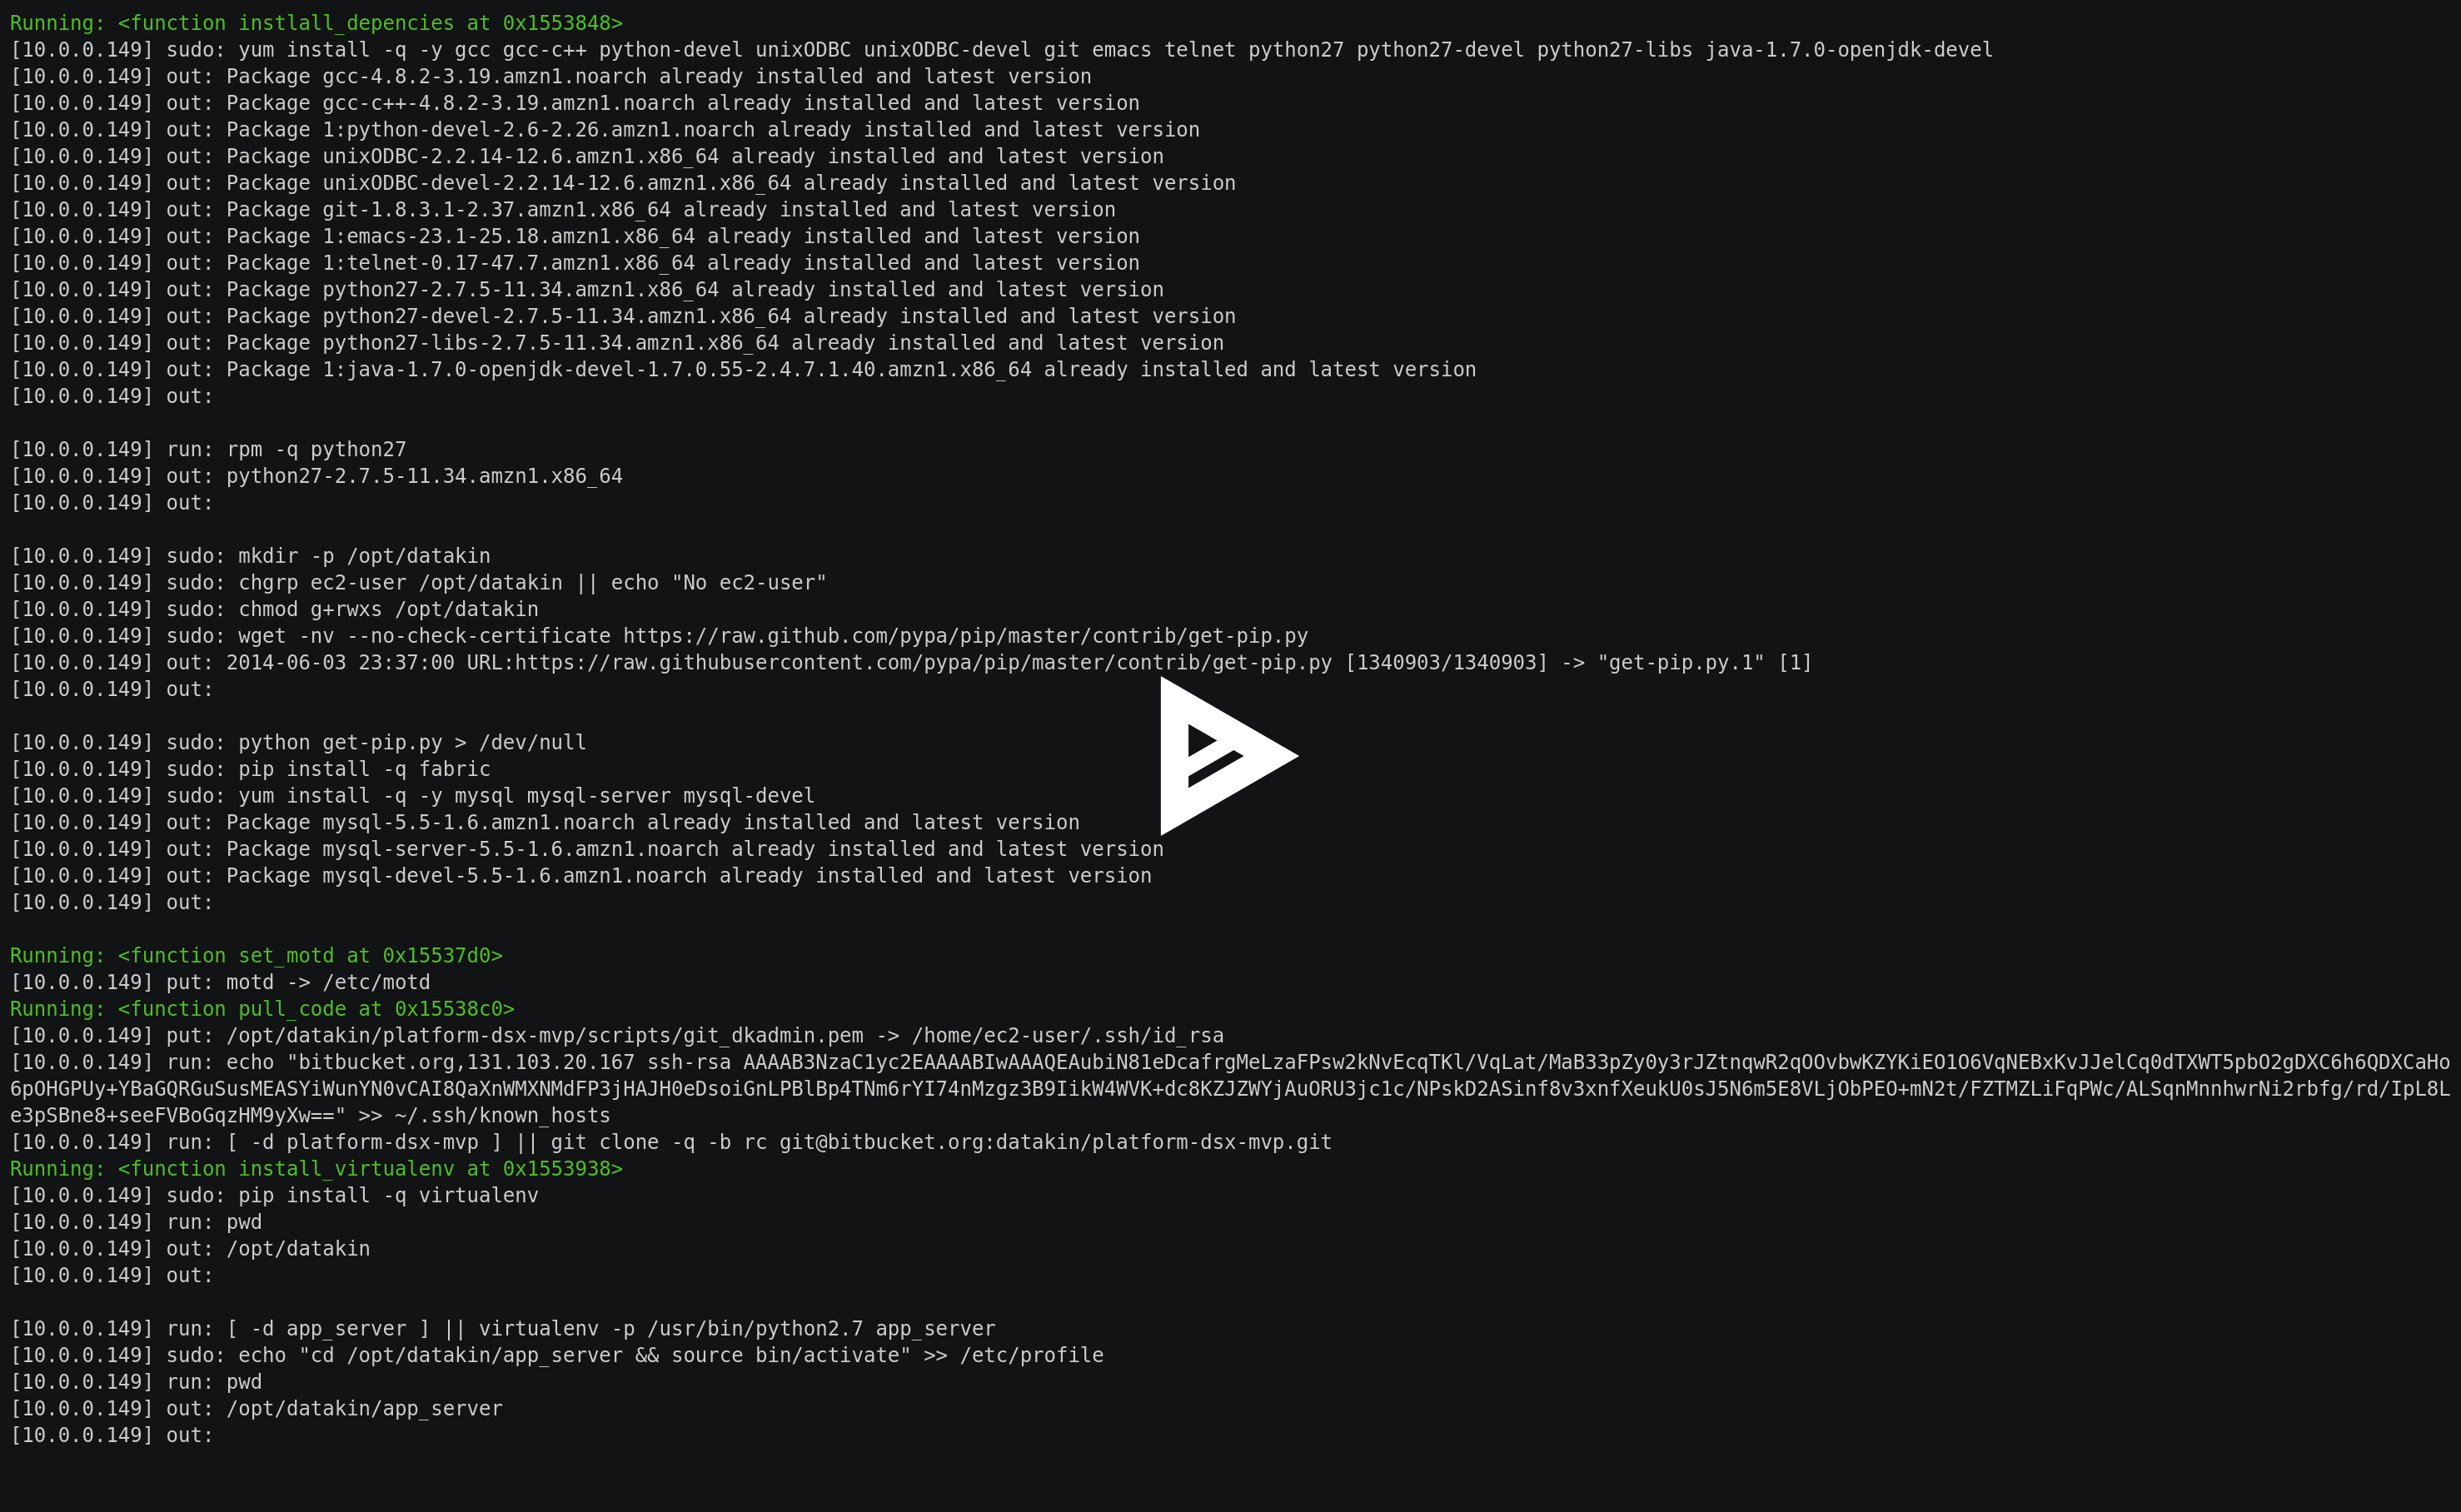 Running: <function instlall_depencies at 0x1553848>
[10.0.0.149] sudo: yum install -q -y gcc gcc-c++ python-devel unixODBC unixODBC-devel git emacs telnet python27 python27-devel python27-libs java-1.7.0-openjdk-devel
[10.0.0.149] out: Package gcc-4.8.2-3.19.amzn1.noarch already installed and latest version
[10.0.0.149] out: Package gcc-c++-4.8.2-3.19.amzn1.noarch already installed and latest version
[10.0.0.149] out: Package 1:python-devel-2.6-2.26.amzn1.noarch already installed and latest version
[10.0.0.149] out: Package unixODBC-2.2.14-12.6.amzn1.x86_64 already installed and latest version
[10.0.0.149] out: Package unixODBC-devel-2.2.14-12.6.amzn1.x86_64 already installed and latest version
[10.0.0.149] out: Package git-1.8.3.1-2.37.amzn1.x86_64 already installed and latest version
[10.0.0.149] out: Package 1:emacs-23.1-25.18.amzn1.x86_64 already installed and latest version
[10.0.0.149] out: Package 1:telnet-0.17-47.7.amzn1.x86_64 already installed and latest version
[10.0.0.149] out: Package python27-2.7.5-11.34.amzn1.x86_64 already installed and latest version
[10.0.0.149] out: Package python27-devel-2.7.5-11.34.amzn1.x86_64 already installed and latest version
[10.0.0.149] out: Package python27-libs-2.7.5-11.34.amzn1.x86_64 already installed and latest version
[10.0.0.149] out: Package 1:java-1.7.0-openjdk-devel-1.7.0.55-2.4.7.1.40.amzn1.x86_64 already installed and latest version
[10.0.0.149] out:
[10.0.0.149] run: rpm -q python27
[10.0.0.149] out: python27-2.7.5-11.34.amzn1.x86_64
[10.0.0.149] out:
[10.0.0.149] sudo: mkdir -p /opt/datakin
[10.0.0.149] sudo: chgrp ec2-user /opt/datakin || echo "No ec2-user"
[10.0.0.149] sudo: chmod g+rwxs /opt/datakin
[10.0.0.149] sudo: wget -nv --no-check-certificate https://raw.github.com/pypa/pip/master/contrib/get-pip.py
[10.0.0.149] out: 2014-06-03 23:37:00 URL:https://raw.githubusercontent.com/pypa/pip/master/contrib/get-pip.py [1340903/1340903] -> "get-pip.py.1" [1]
[10.0.0.149] out:
[10.0.0.149] sudo: python get-pip.py > /dev/null
[10.0.0.149] sudo: pip install -q fabric
[10.0.0.149] sudo: yum install -q -y mysql mysql-server mysql-devel
[10.0.0.149] out: Package mysql-5.5-1.6.amzn1.noarch already installed and latest version
[10.0.0.149] out: Package mysql-server-5.5-1.6.amzn1.noarch already installed and latest version
[10.0.0.149] out: Package mysql-devel-5.5-1.6.amzn1.noarch already installed and latest version
[10.0.0.149] out:
Running: <function set_motd at 0x15537d0>
[10.0.0.149] put: motd -> /etc/motd
Running: <function pull_code at 0x15538c0>
[10.0.0.149] put: /opt/datakin/platform-dsx-mvp/scripts/git_dkadmin.pem -> /home/ec2-user/.ssh/id_rsa
[10.0.0.149] run: echo "bitbucket.org,131.103.20.167 ssh-rsa AAAAB3NzaC1yc2EAAAABIwAAAQEAubiN81eDcafrgMeLzaFPsw2kNvEcqTKl/VqLat/MaB33pZy0y3rJZtnqwR2qOOvbwKZYKiEO1O6VqNEBxKvJJelCq0dTXWT5pbO2gDXC6h6QDXCaHo
6pOHGPUy+YBaGQRGuSusMEASYiWunYN0vCAI8QaXnWMXNMdFP3jHAJH0eDsoiGnLPBlBp4TNm6rYI74nMzgz3B9IikW4WVK+dc8KZJZWYjAuORU3jc1c/NPskD2ASinf8v3xnfXeukU0sJ5N6m5E8VLjObPEO+mN2t/FZTMZLiFqPWc/ALSqnMnnhwrNi2rbfg/rd/IpL8L
e3pSBne8+seeFVBoGqzHM9yXw==" >> ~/.ssh/known_hosts
[10.0.0.149] run: [ -d platform-dsx-mvp ] || git clone -q -b rc git@bitbucket.org:datakin/platform-dsx-mvp.git
Running: <function install_virtualenv at 0x1553938>
[10.0.0.149] sudo: pip install -q virtualenv
[10.0.0.149] run: pwd
[10.0.0.149] out: /opt/datakin
[10.0.0.149] out:
[10.0.0.149] run: [ -d app_server ] || virtualenv -p /usr/bin/python2.7 app_server
[10.0.0.149] sudo: echo "cd /opt/datakin/app_server && source bin/activate" >> /etc/profile
[10.0.0.149] run: pwd
[10.0.0.149] out: /opt/datakin/app_server
[10.0.0.149] out: